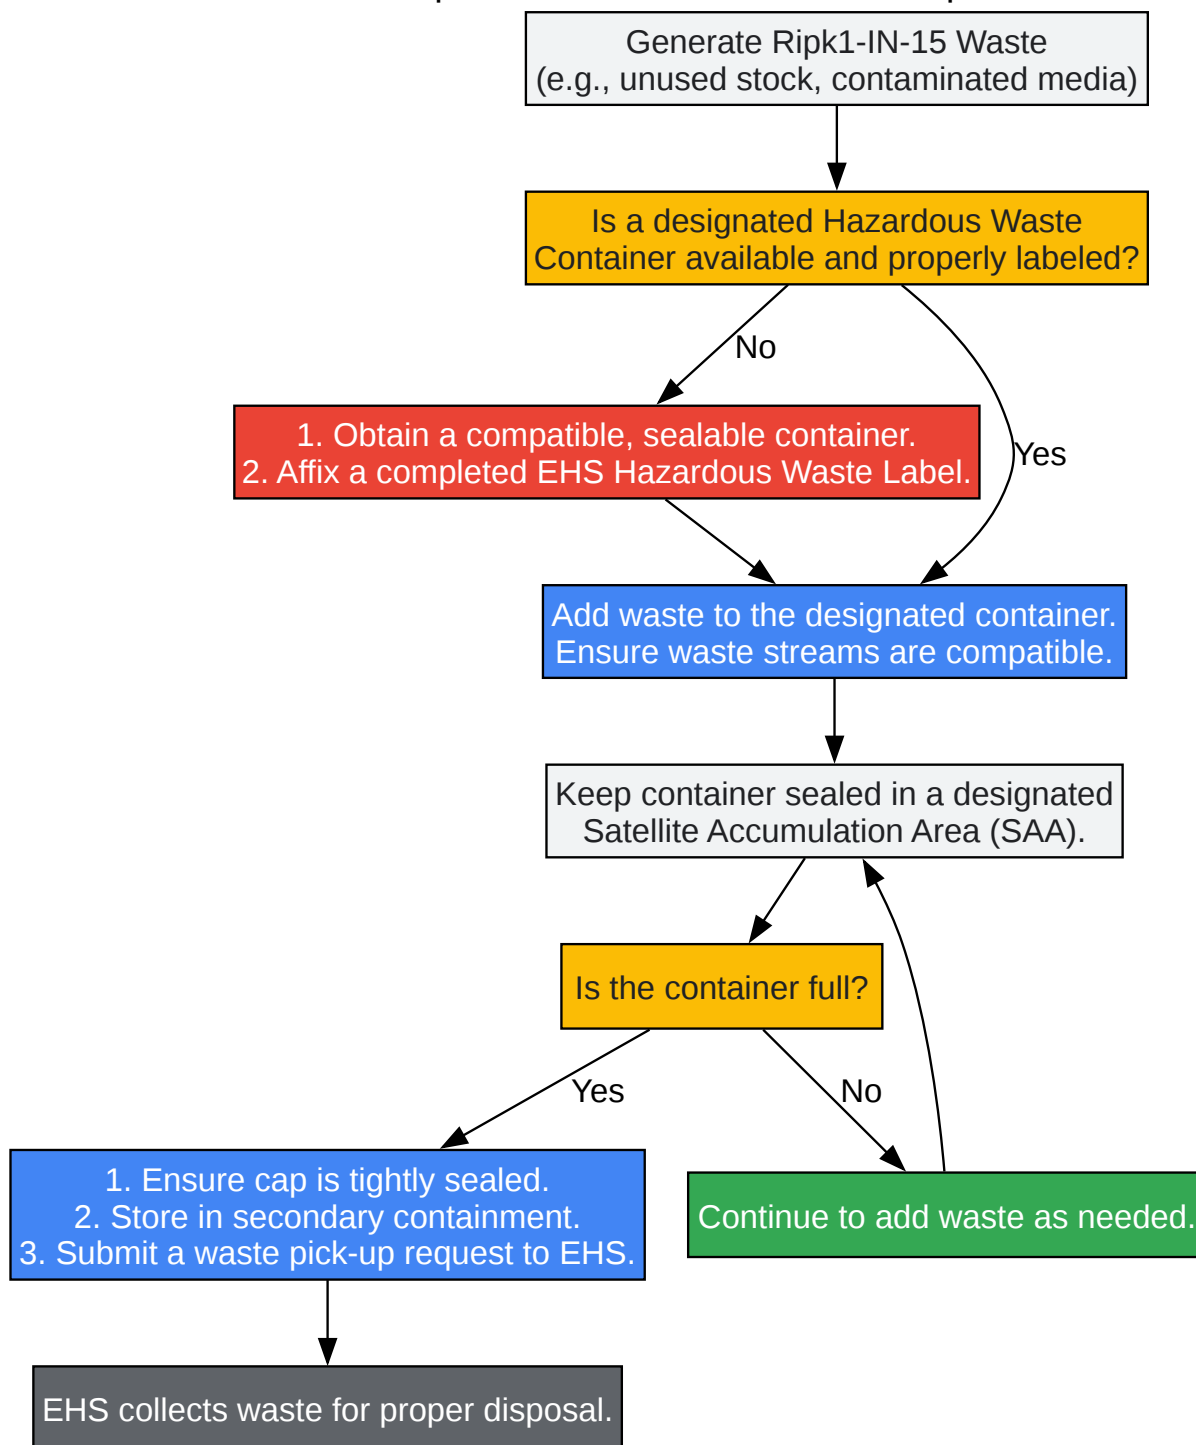 Generate Ripk1-IN-15 Waste
(e.g., unused stock, contaminated media)
Is a designated Hazardous Waste
Container available and properly labeled?
No
Yes
1. Obtain a compatible, sealable container.
2. Affix a completed EHS Hazardous Waste Label.
Add waste to the designated container.
Ensure waste streams are compatible.
Keep container sealed in a designated
Satellite Accumulation Area (SAA).
Is the container full?
Yes
No
1. Ensure cap is tightly sealed.
2. Store in secondary containment.
3. Submit a waste pick-up request to EHS.
Continue to add waste as needed.
EHS collects waste for proper disposal.